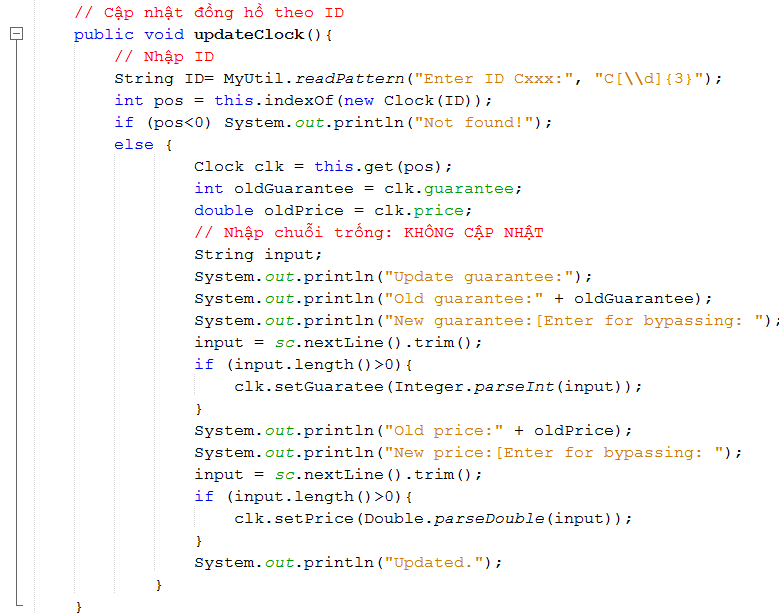 // Cập nhật đồng hồ theo ID
public void updateClock(){
// Nhập ID
String ID= MyUtil.readPattern("Enter ID Cxxx:", "C[\\d]{3}");
int pos = this.indexOf(new Clock(ID));
if (pos<0) System.out.println("Not found!");
else {
Clock clk = this.get(pos);
int oldGuarantee = clk.guarantee;
double oldPrice = clk.price;
// Nhập chuỗi trống: KHÔNG CẬP NHẬT
String input;
System.out.println("Update guarantee:");
System.out.println("Old guarantee:" + oldGuarantee);
System.out.println("New guarantee:[Enter for bypassing: ");
input = sc.nextLine().trim();
if (input.length()>0){
clk.setGuaratee(Integer.parseInt(input));
}
System.out.println("Old price:" + oldPrice);
System.out.println("New price:[Enter for bypassing: ");
input = sc.nextLine().trim();
if (input.length()>0){
clk.setPrice(Double.parseDouble(input));
}
System.out.println("Updated.");
}
}